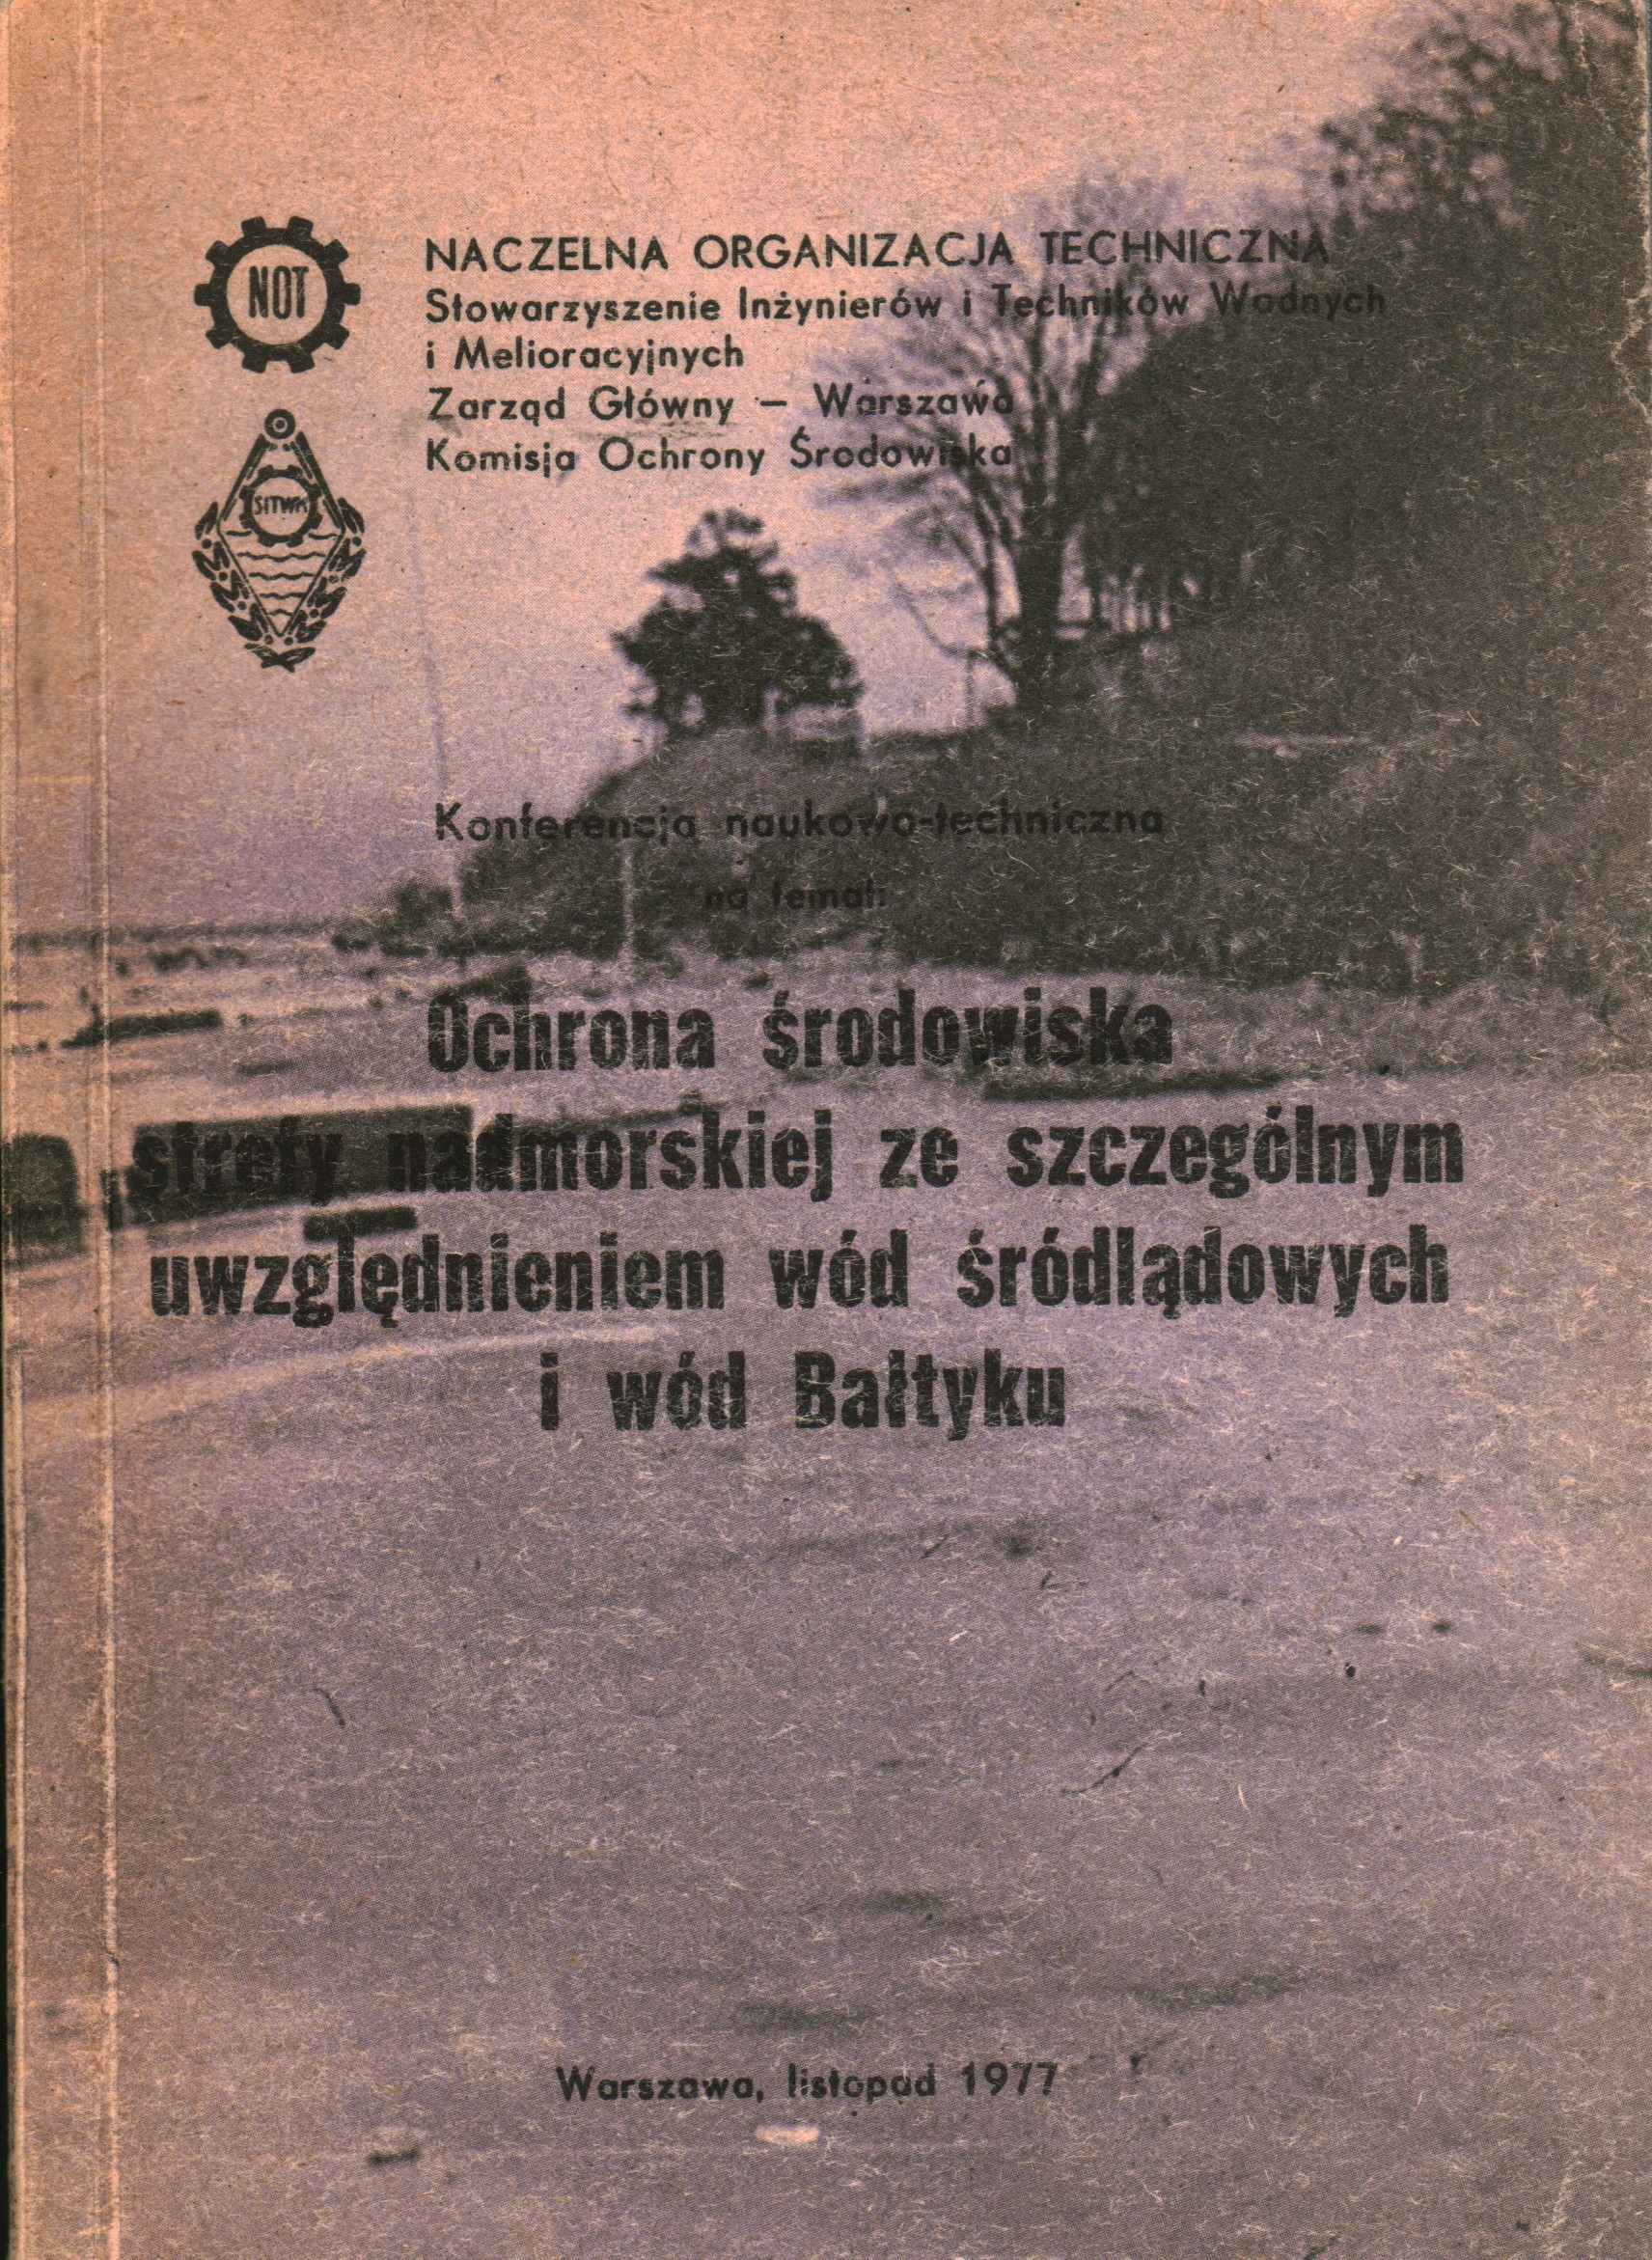 NOT
NACZELNA ORGANIZACJA TECHNICZNA
Stowarzyszenie Inżynierów i Techników Wodnych
i Melioracyjnych
Zarząd Główny – Warszawa
Komisja Ochrony Środowiska
SITWM
Konferencja naukowo-techniczna
na temat:
Ochrona środowiska
strefy nadmorskiej ze szczególnym
uwzględnieniem wód śródlądowych
i wód Bałtyku
Warszawa, listopad 1977